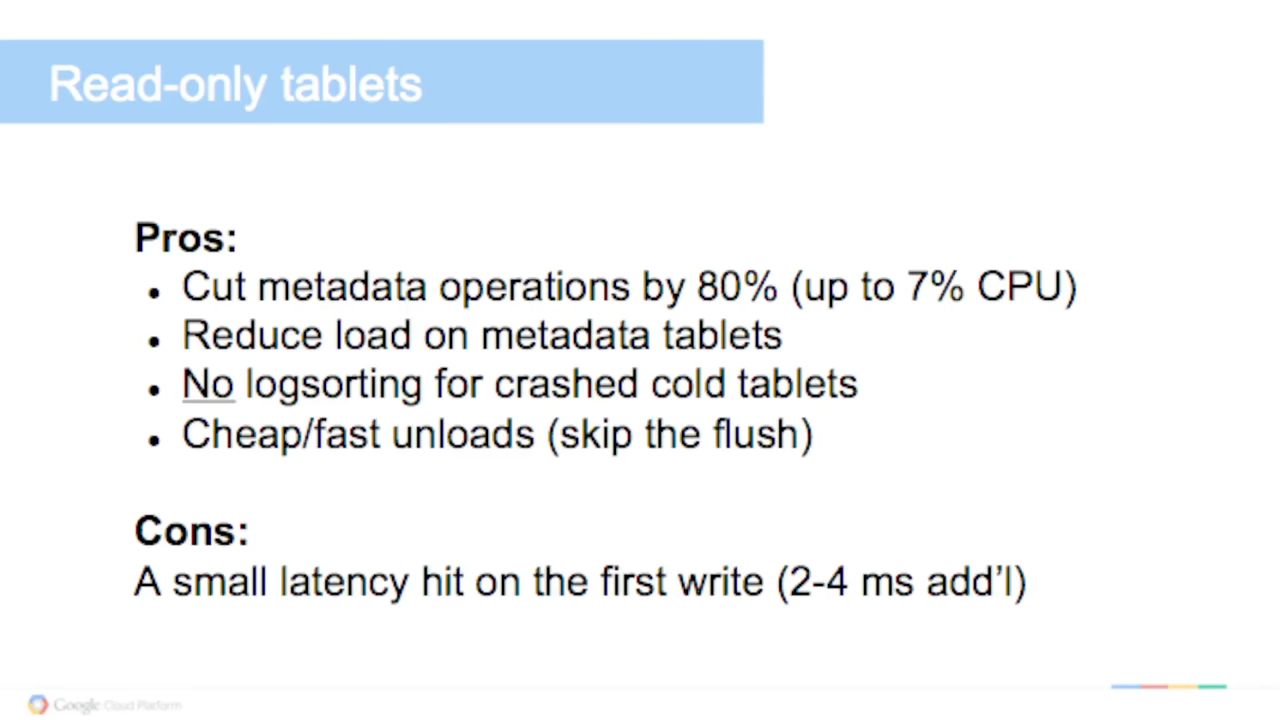 Read-only tablets
Pros:
• Cut metadata operations by 80% (up to 7% CPU)
• Reduce load on metadata tablets
• No logsorting for crashed cold tablets
• Cheap/fast unloads (skip the flush)
Cons:
A small latency hit on the first write (2-4 ms add’l)
Google Cloud Platform